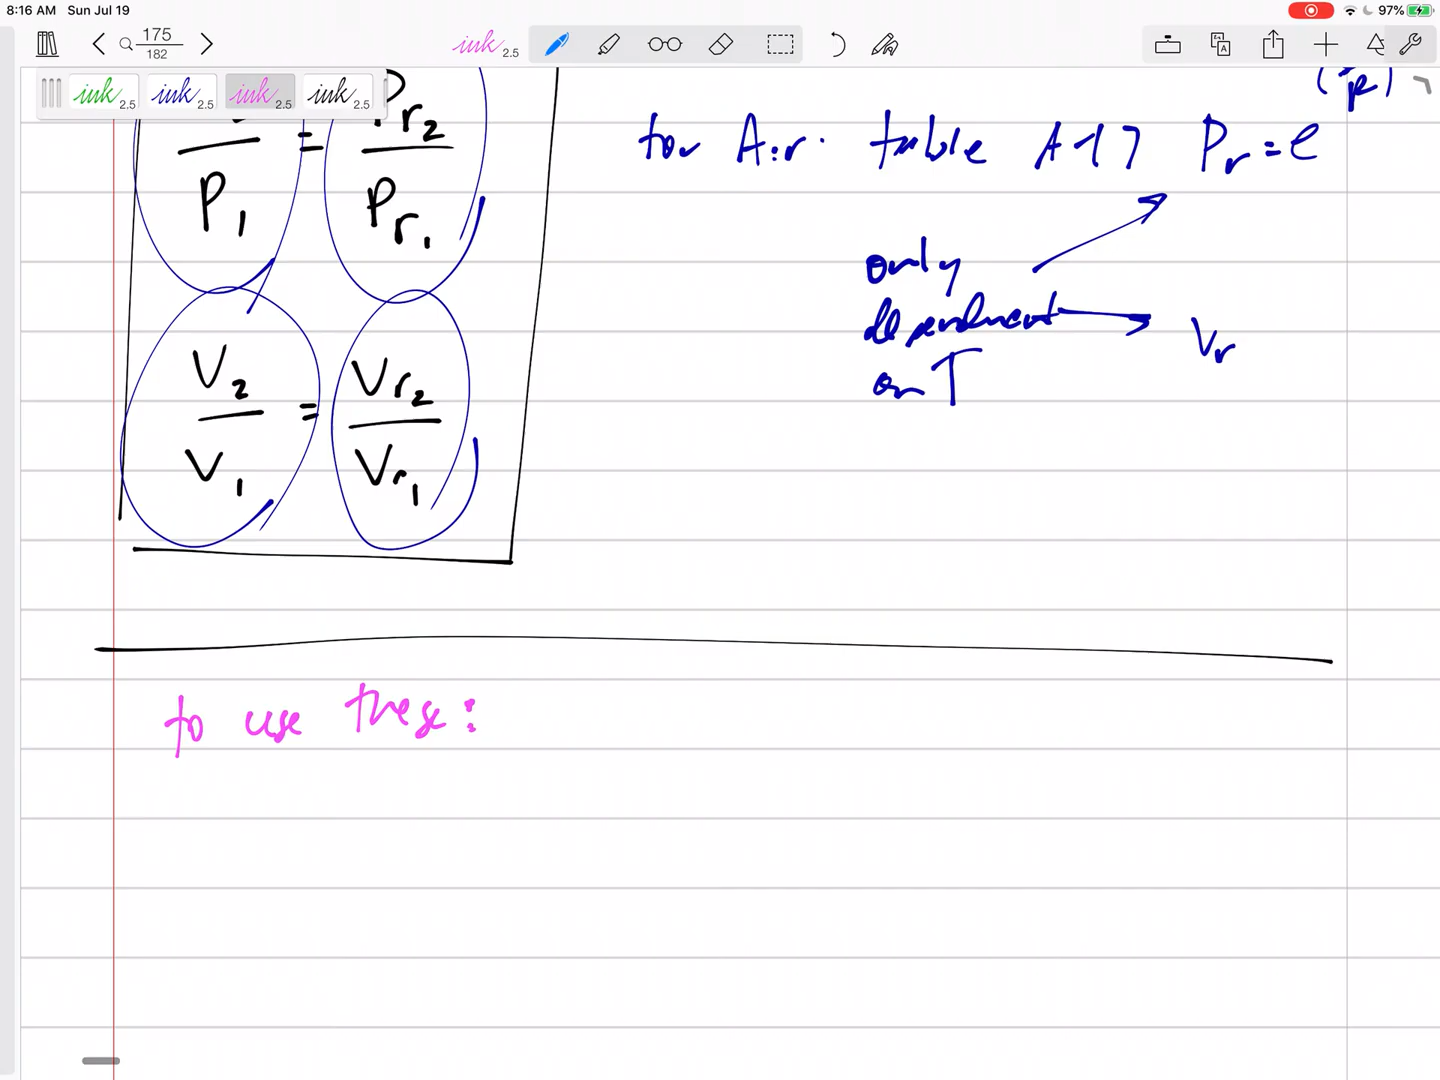 8:16 AM Sun Jul 19
97%
175
182
ink 2.5
ink 2.5 ink 2.5 ink 2.5 ink 2.5
= Pr2
P1 Pr1
for Air. table A-17 Pr = e
only
dependent
on T
Vr
V2 = Vr2
V1 Vr1
to use these: